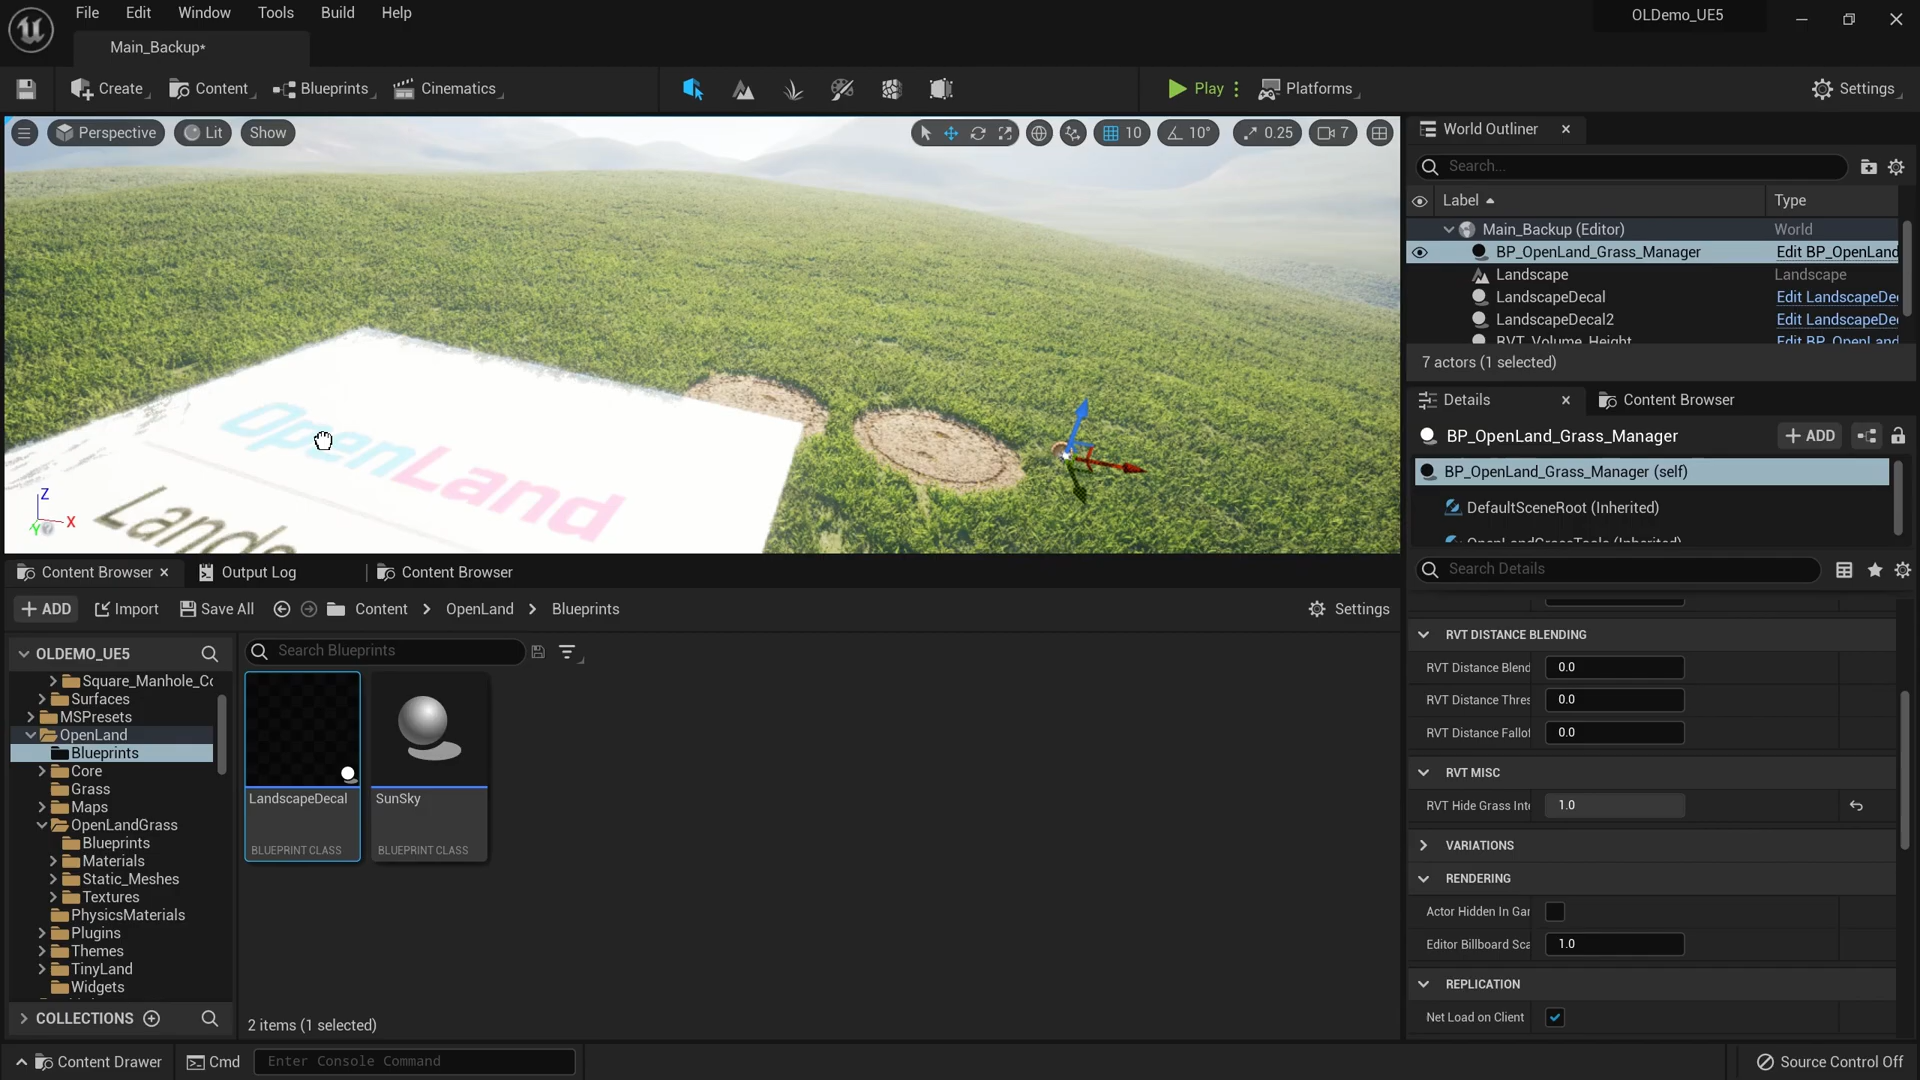 File Edit Window Tools Build Help
OLDemo_UE5
Main_Backup*
Create Content Blueprints Cinematics Play Platforms Settings
Perspective Lit Show 10 10° 0.25 7
OpenLand
Z
X
Y
World Outliner
Search...
Label Type
Main_Backup (Editor) World
BP_OpenLand_Grass_Manager Edit BP_OpenLand
Landscape Landscape
LandscapeDecal Edit LandscapeDe
LandscapeDecal2 Edit LandscapeDe
RVT_Volume_Height Edit BP_OpenLand
7 actors (1 selected)
Details Content Browser
BP_OpenLand_Grass_Manager ADD
BP_OpenLand_Grass_Manager (self)
DefaultSceneRoot (Inherited)
OpenLandGrassTools (Inherited)
Search Details
RVT DISTANCE BLENDING
RVT Distance Blend 0.0
RVT Distance Thres 0.0
RVT Distance Fallof 0.0
RVT MISC
RVT Hide Grass Inte 1.0
VARIATIONS
RENDERING
Actor Hidden In Gar
Editor Billboard Sca 1.0
REPLICATION
Net Load on Client
Content Browser Output Log Content Browser
ADD Import Save All Content OpenLand Blueprints Settings
OLDEMO_UE5
Search Blueprints
Square_Manhole_Co
Surfaces
MSPresets
OpenLand
Blueprints
Core
Grass
Maps
OpenLandGrass
Blueprints
Materials
Static_Meshes
Textures
PhysicsMaterials
Plugins
Themes
TinyLand
Widgets
COLLECTIONS
LandscapeDecal
BLUEPRINT CLASS
SunSky
BLUEPRINT CLASS
2 items (1 selected)
Content Drawer Cmd Enter Console Command Source Control Off